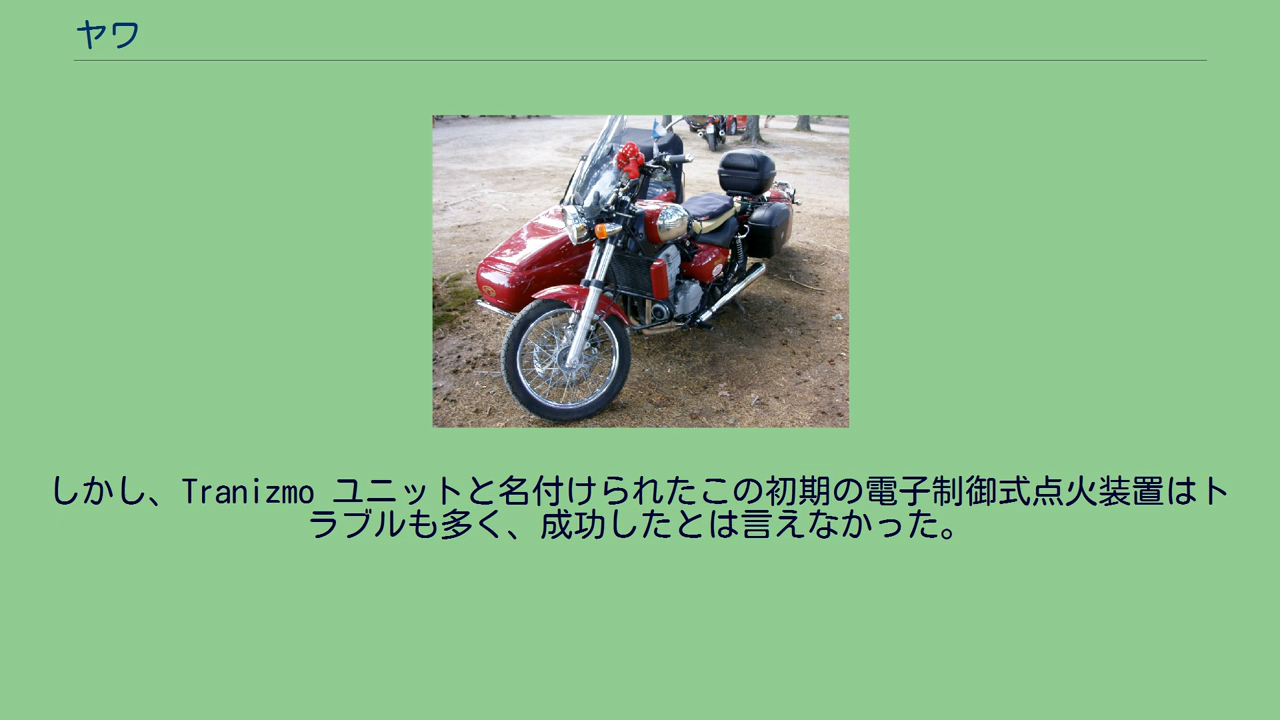 ヤワ
しかし、Tranizmo ユニットと名付けられたこの初期の電子制御式点火装置はト
ラブルも多く、成功したとは言えなかった。